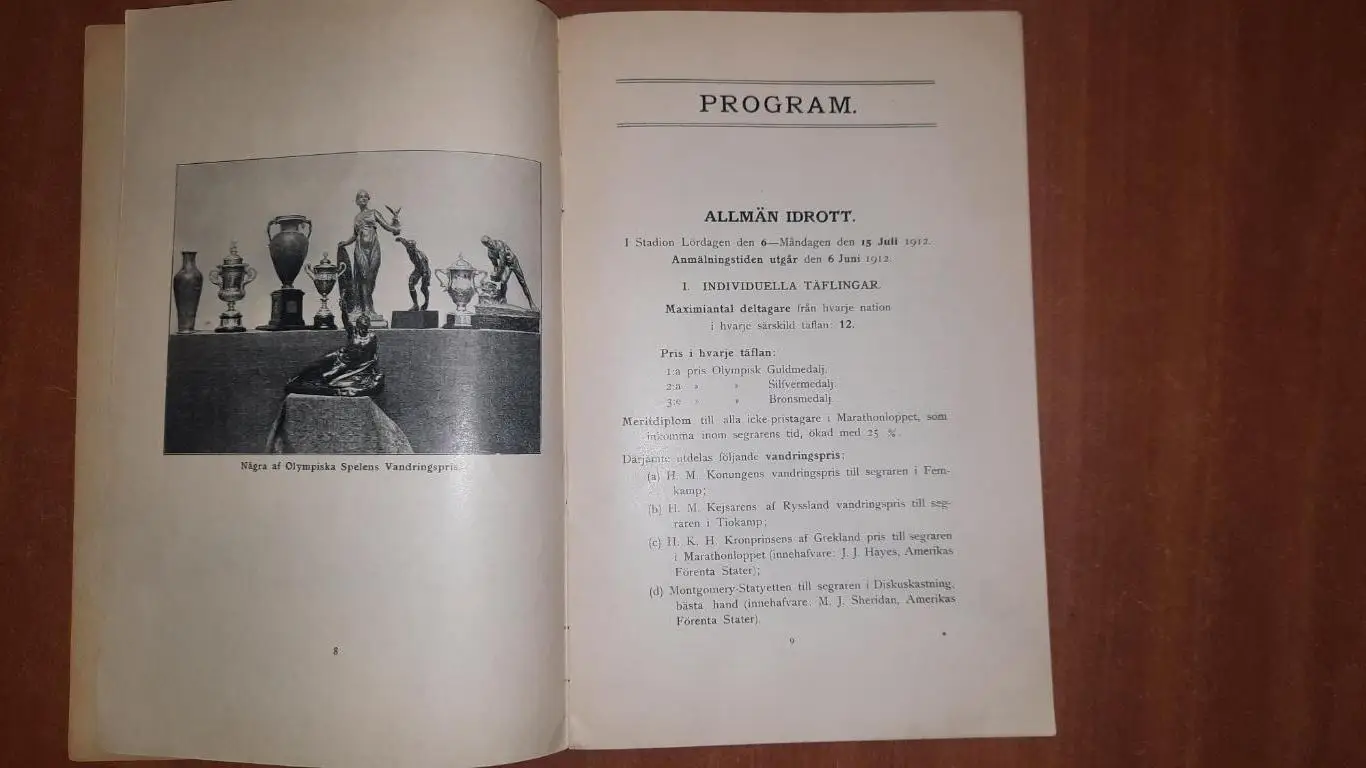 Några af Olympiska Spelens Vandringspris.
8
PROGRAM.
ALLMÄN IDROTT.
I Stadion Lördagen den 6—Måndagen den 15 Juli 1912.
Anmälningstiden utgår den 6 Juni 1912.
I. INDIVIDUELLA TÄFLINGAR.
Maximiantal deltagare från hvarje nation
i hvarje särskild täflan: 12.
Pris i hvarje täflan:
1:a pris Olympisk Guldmedalj.
2:a » » Silfvermedalj.
3:e » » Bronsmedalj.
Meritdiplom till alla icke-pristagare i Marathonloppet, som
inkomma inom segrarens tid, ökad med 25 %.
Därjämte utdelas följande vandringspris:
(a) H. M. Konungens vandringspris till segraren i Fem-
kamp;
(b) H. M. Kejsarens af Ryssland vandringspris till seg-
raren i Tiokamp;
(c) H. K. H. Kronprinsens af Grekland pris till segraren
i Marathonloppet (innehafvare: J. J. Hayes, Amerikas
Förenta Stater);
(d) Montgomery-Statyetten till segraren i Diskuskastning,
bästa hand (innehafvare: M. J. Sheridan, Amerikas
Förenta Stater).
9
*